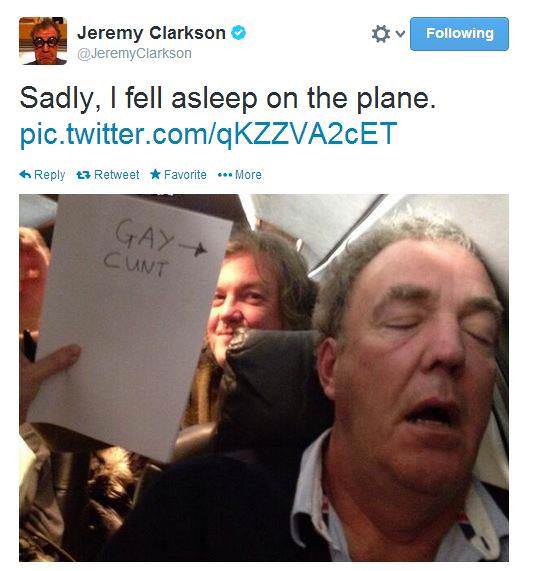 Jeremy Clarkson
@JeremyClarkson
Following
Sadly, I fell asleep on the plane.
pic.twitter.com/qKZZVA2cET
Reply Retweet Favorite More
GAY →
CUNT